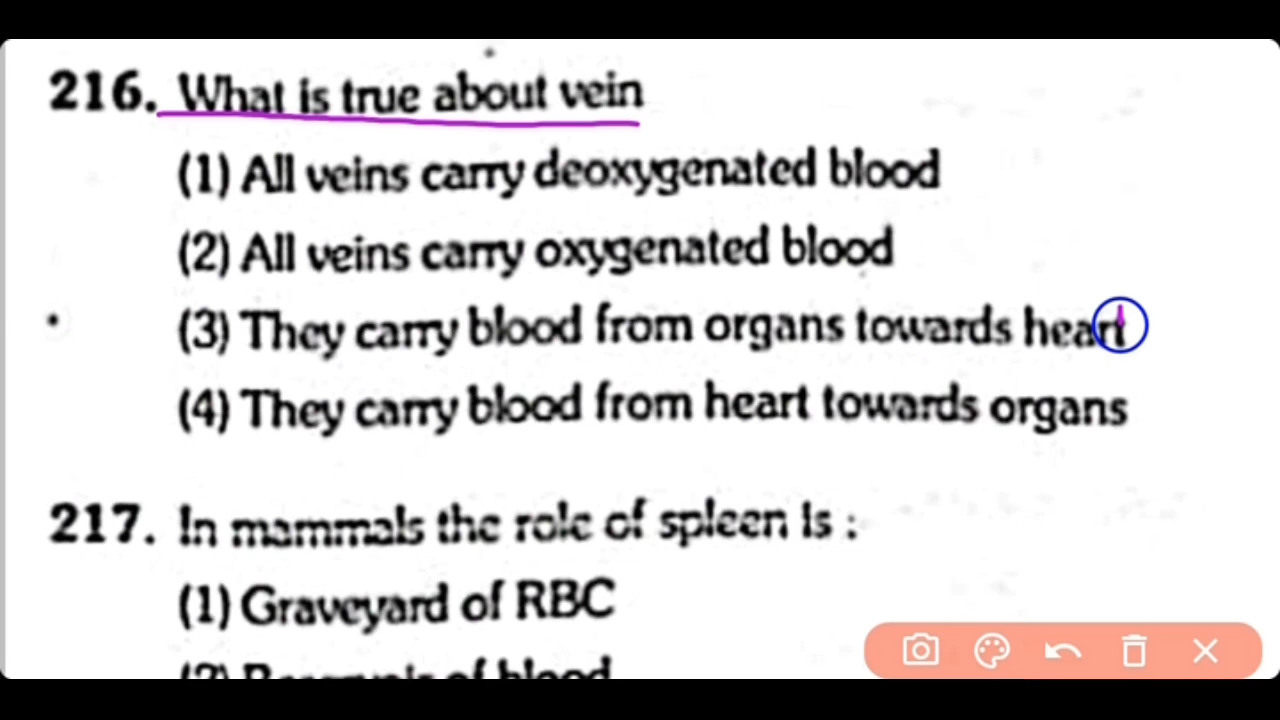 216. What is true about vein
(1) All veins carry deoxygenated blood
(2) All veins carry oxygenated blood
(3) They carry blood from organs towards heart
(4) They carry blood from heart towards organs
217. In mammals the role of spleen is :
(1) Graveyard of RBC
of blood